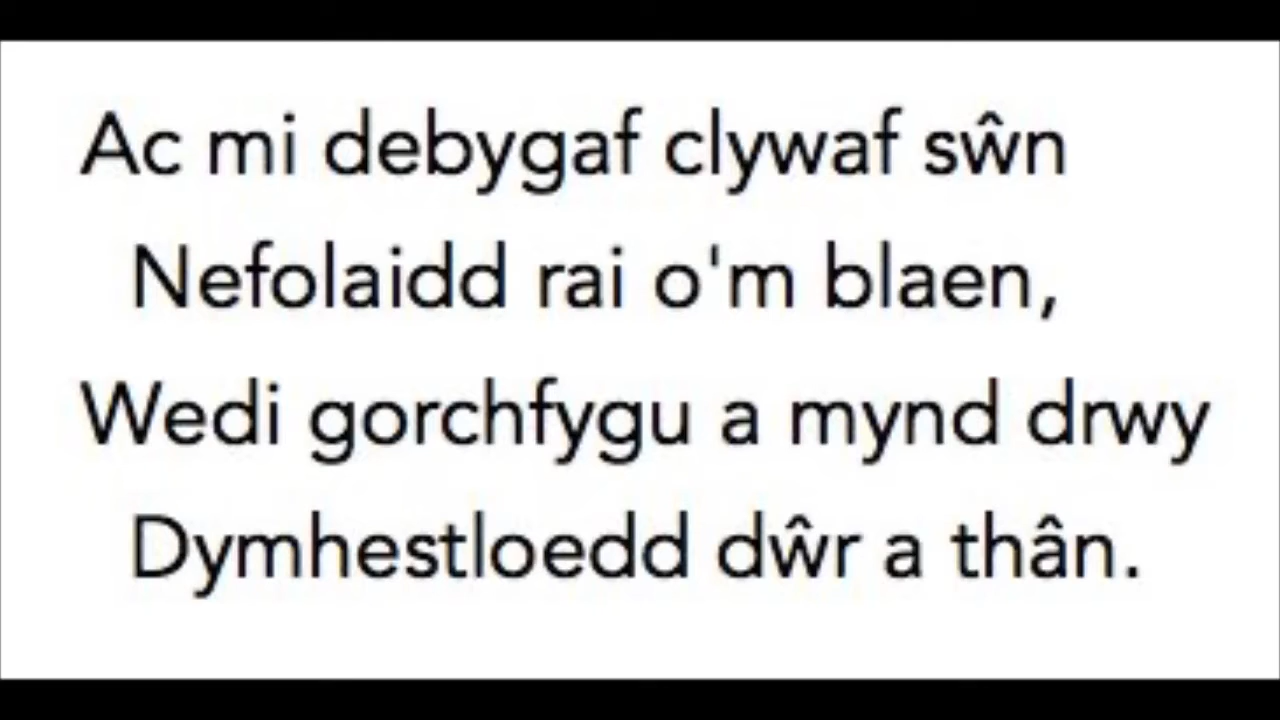 Ac mi debygaf clywaf sŵn
Nefolaidd rai o'm blaen,
Wedi gorchfygu a mynd drwy
Dymhestloedd dŵr a thân.